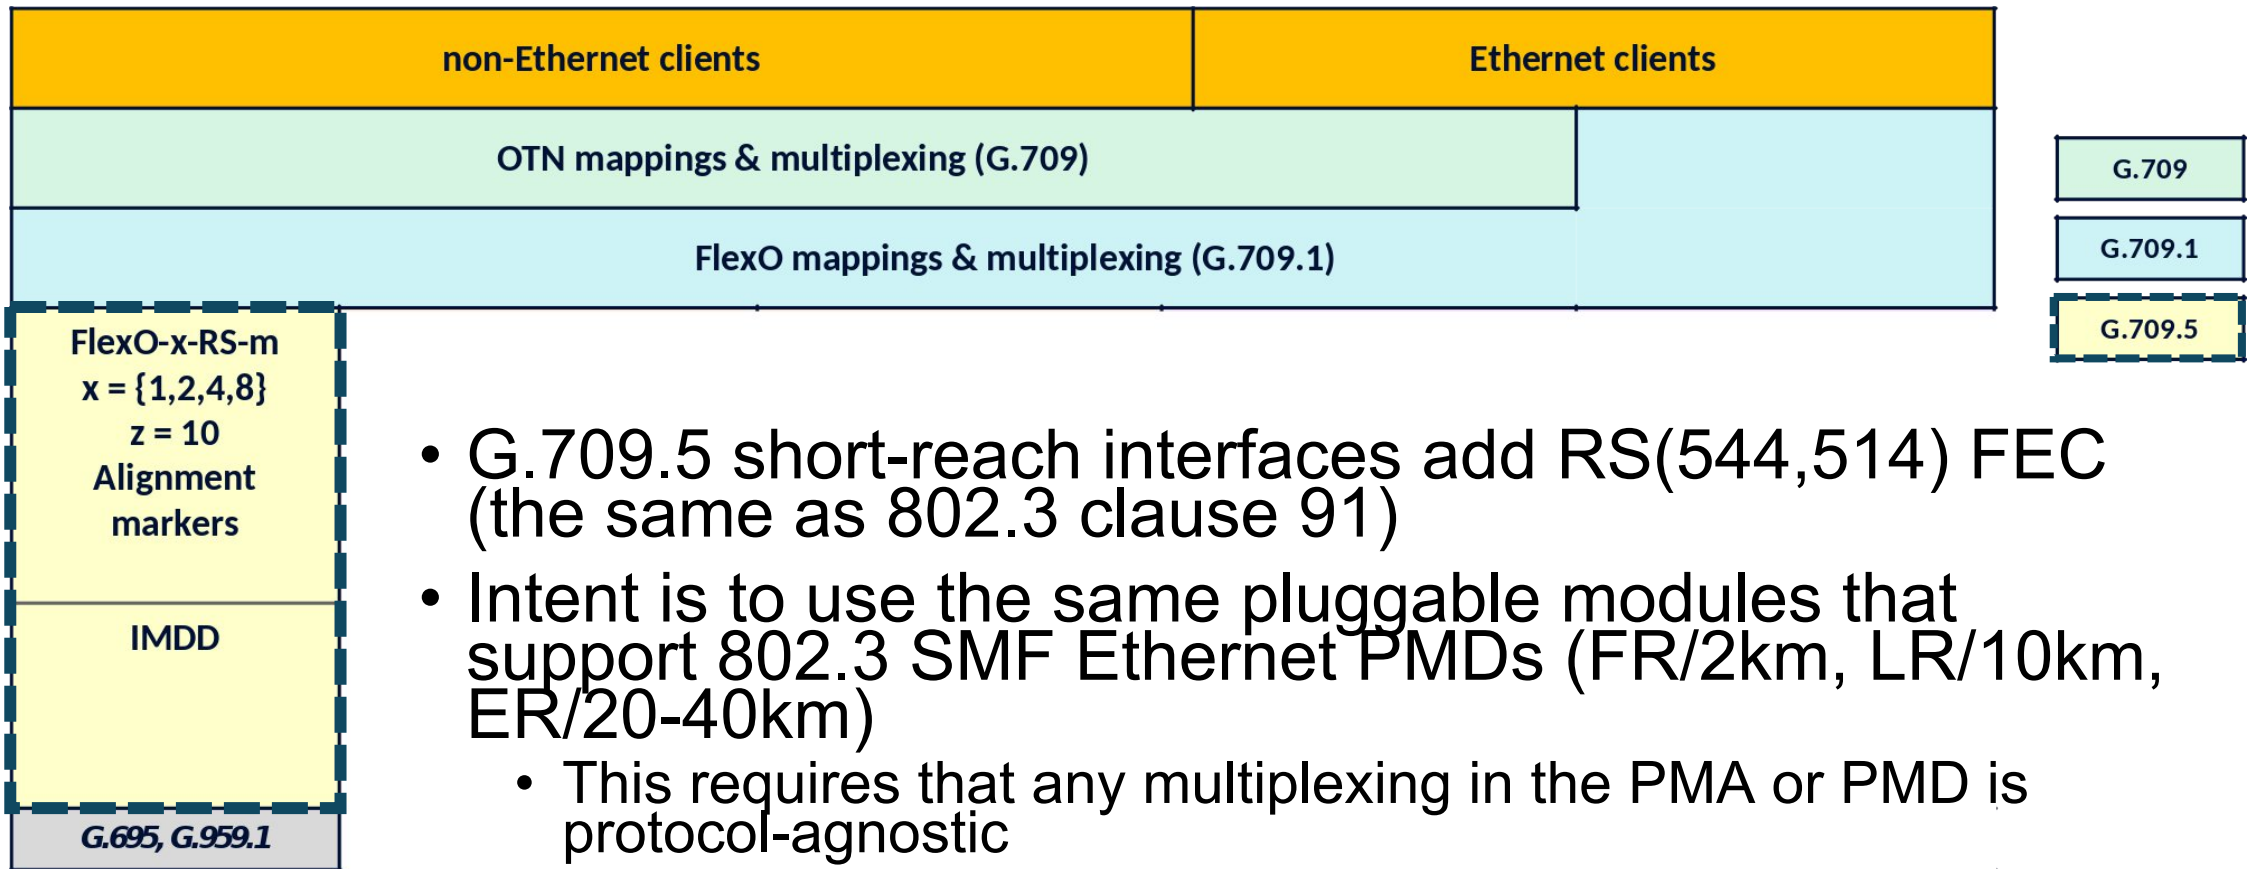 non-Ethernet clients
Ethernet clients
OTN mappings & multiplexing (G.709)
FlexO mappings & multiplexing (G.709.1)
G.709
G.709.1
G.709.5
FlexO-x-RS-m
x = {1,2,4,8}
z = 10
Alignment
markers
IMDD
G.695, G.959.1
• G.709.5 short-reach interfaces add RS(544,514) FEC
(the same as 802.3 clause 91)
• Intent is to use the same pluggable modules that
support 802.3 SMF Ethernet PMDs (FR/2km, LR/10km,
ER/20-40km)
• This requires that any multiplexing in the PMA or PMD is
protocol-agnostic